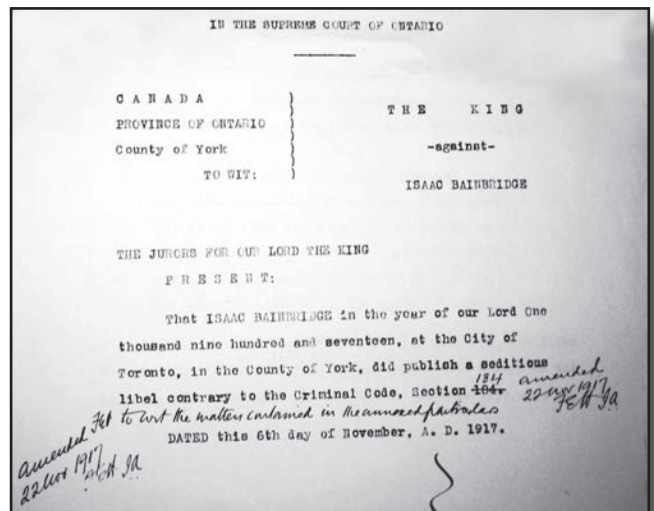 IN THE SUPREME COURT OF ONTARIO
CANADA
PROVINCE OF ONTARIO
County of York
TO WIT:
THE KING
-against-
ISAAC BAINBRIDGE
THE JURORS FOR OUR LORD THE KING
PRESENT:
That ISAAC BAINBRIDGE in the year of our Lord One
thousand nine hundred and seventeen, at the City of
Toronto, in the County of York, did publish a seditious
134
libel contrary to the Criminal Code, Section 104.
amended
22 Nov 1917
to wit the matters contained in the annexed particulars
DATED this 6th day of November, A. D. 1917.
amended
22 Nov 1917